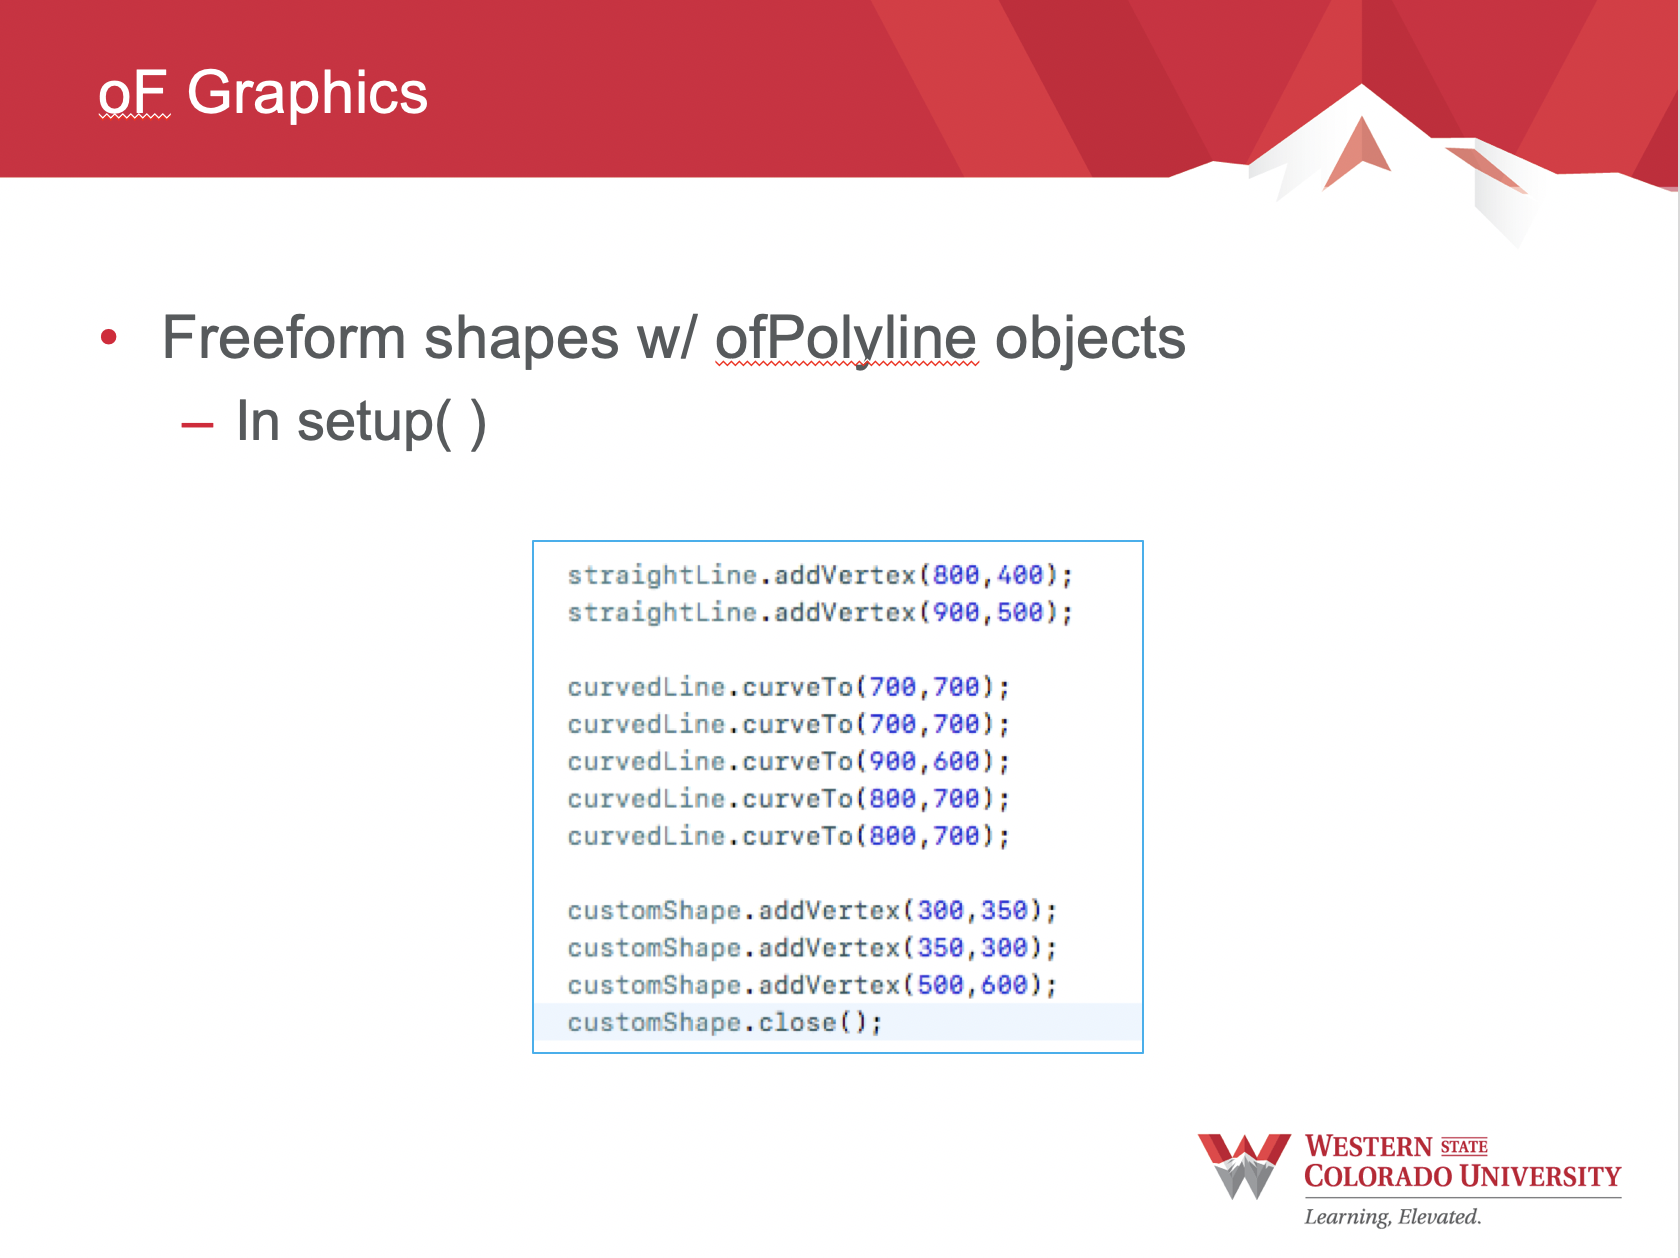 oF Graphics
• Freeform shapes w/ ofPolyline objects
– In setup( )
straightLine.addVertex(800,400);
straightLine.addVertex(900,500);
curvedLine.curveTo(700,700);
curvedLine.curveTo(700,700);
curvedLine.curveTo(900,600);
curvedLine.curveTo(800,700);
curvedLine.curveTo(800,700);
customShape.addVertex(300,350);
customShape.addVertex(350,300);
customShape.addVertex(500,600);
customShape.close();
WESTERN STATE
COLORADO UNIVERSITY
Learning, Elevated.